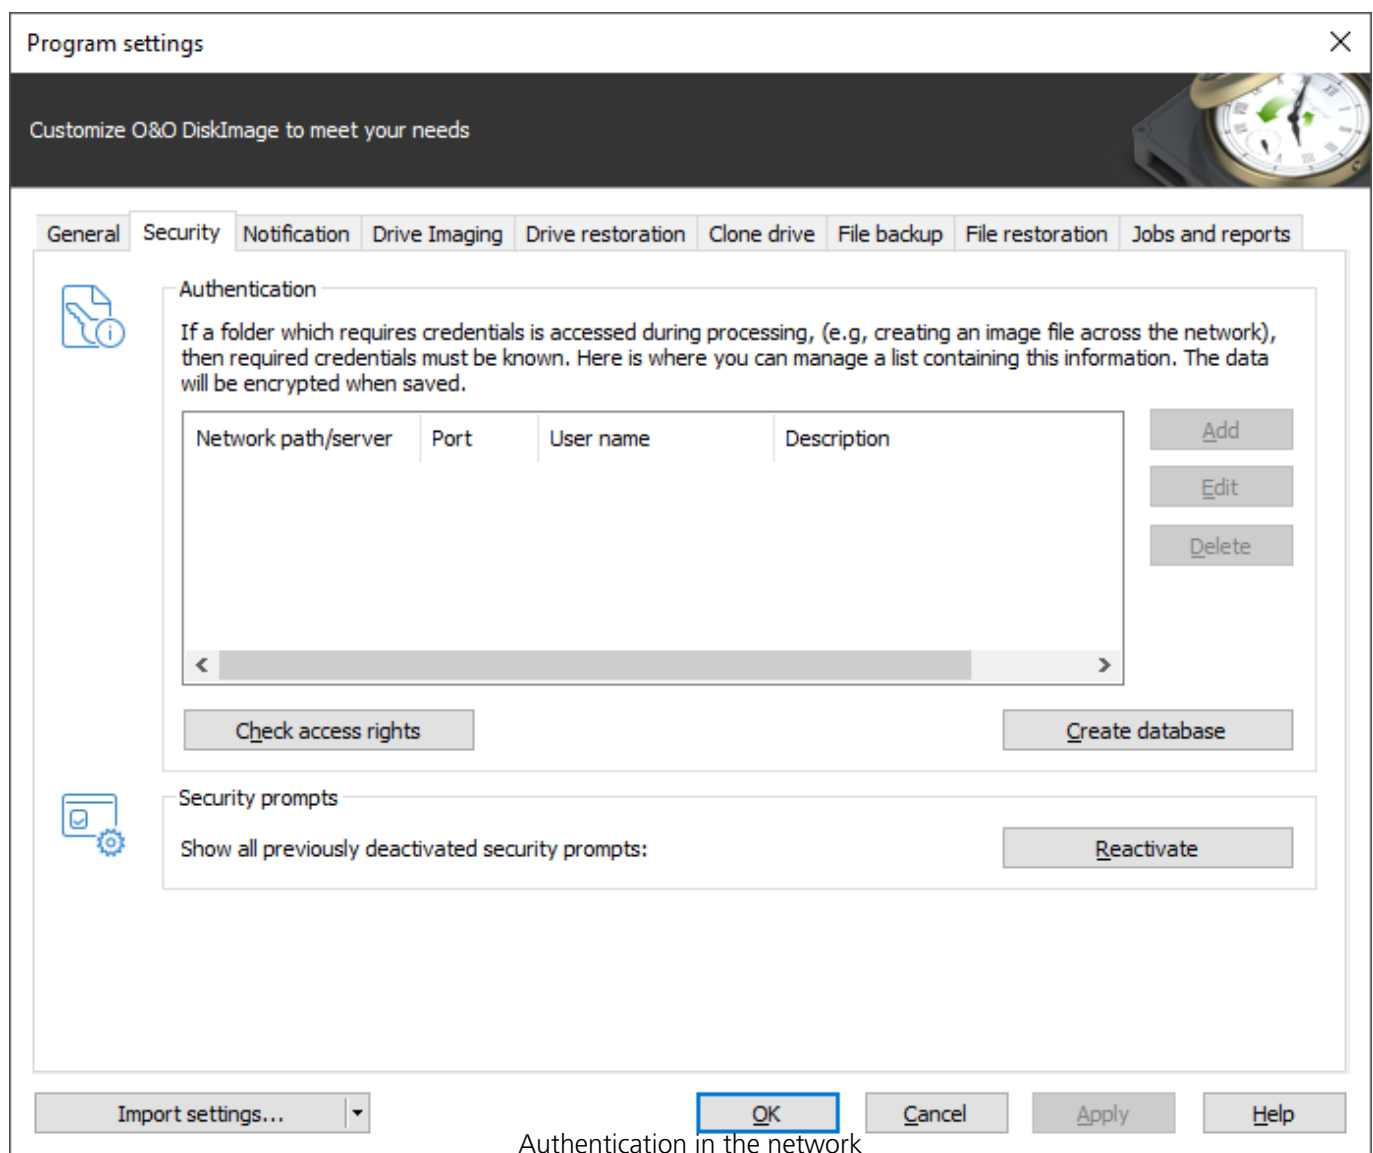 Program settings
Customize O&O DiskImage to meet your needs
General Security Notification Drive Imaging Drive restoration Clone drive File backup File restoration Jobs and reports
Authentication
If a folder which requires credentials is accessed during processing, (e.g, creating an image file across the network),
then required credentials must be known. Here is where you can manage a list containing this information. The data
will be encrypted when saved.
Network path/server Port User name Description
Add
Edit
Delete
Check access rights Create database
Security prompts
Show all previously deactivated security prompts: Reactivate
Import settings... OK Cancel Apply Help
Authentication in the network